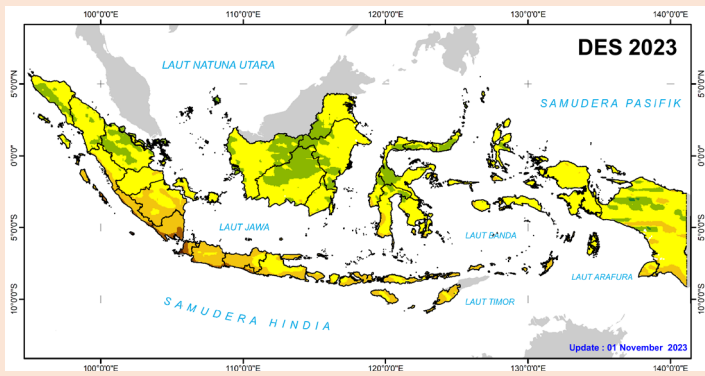 100°0'0"E 110°0'0"E 120°0'0"E 130°0'0"E 140°0'0"E
DES 2023
LAUT NATUNA UTARA
5°0'0"N 5°0'0"N
SAMUDERA PASIFIK
0°0'0" 0°0'0"
5°0'0"S 5°0'0"S
LAUT JAWA
LAUT BANDA
LAUT ARAFURA
10°0'0"S 10°0'0"S
LAUT TIMOR
SAMUDERA HINDIA
Update : 01 November 2023
100°0'0"E 110°0'0"E 120°0'0"E 130°0'0"E 140°0'0"E